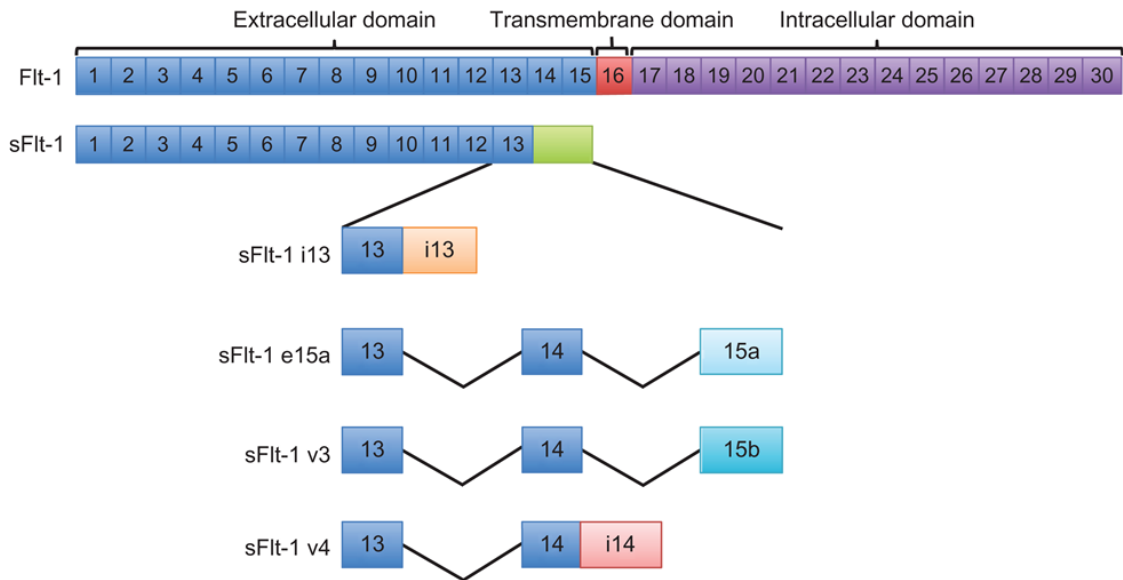 Extracellular domain Transmembrane domain Intracellular domain
Flt-1 1 2 3 4 5 6 7 8 9 10 11 12 13 14 15 16 17 18 19 20 21 22 23 24 25 26 27 28 29 30
sFlt-1 1 2 3 4 5 6 7 8 9 10 11 12 13
sFlt-1 i13 13 i13
sFlt-1 e15a 13 14 15a
sFlt-1 v3 13 14 15b
sFlt-1 v4 13 14 i14